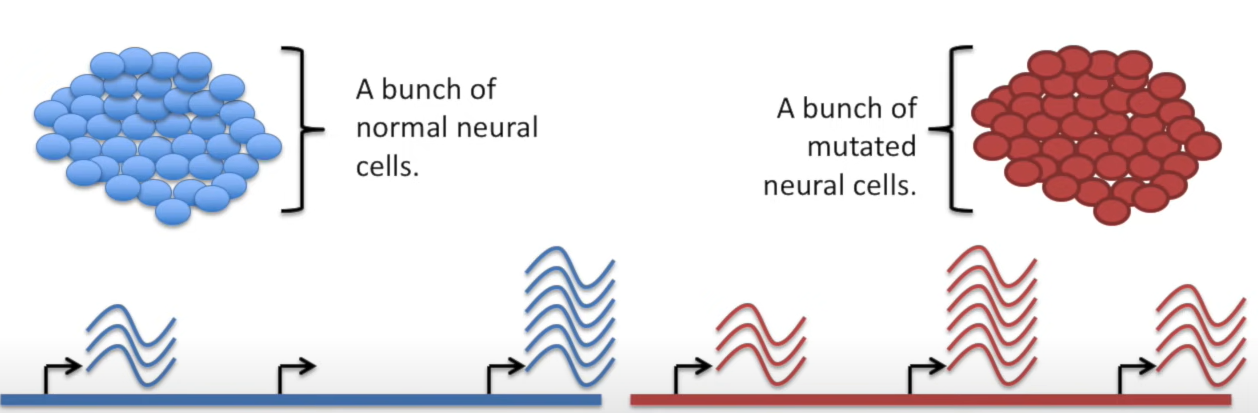 A bunch of
normal neural
cells.
A bunch of
mutated
neural cells.